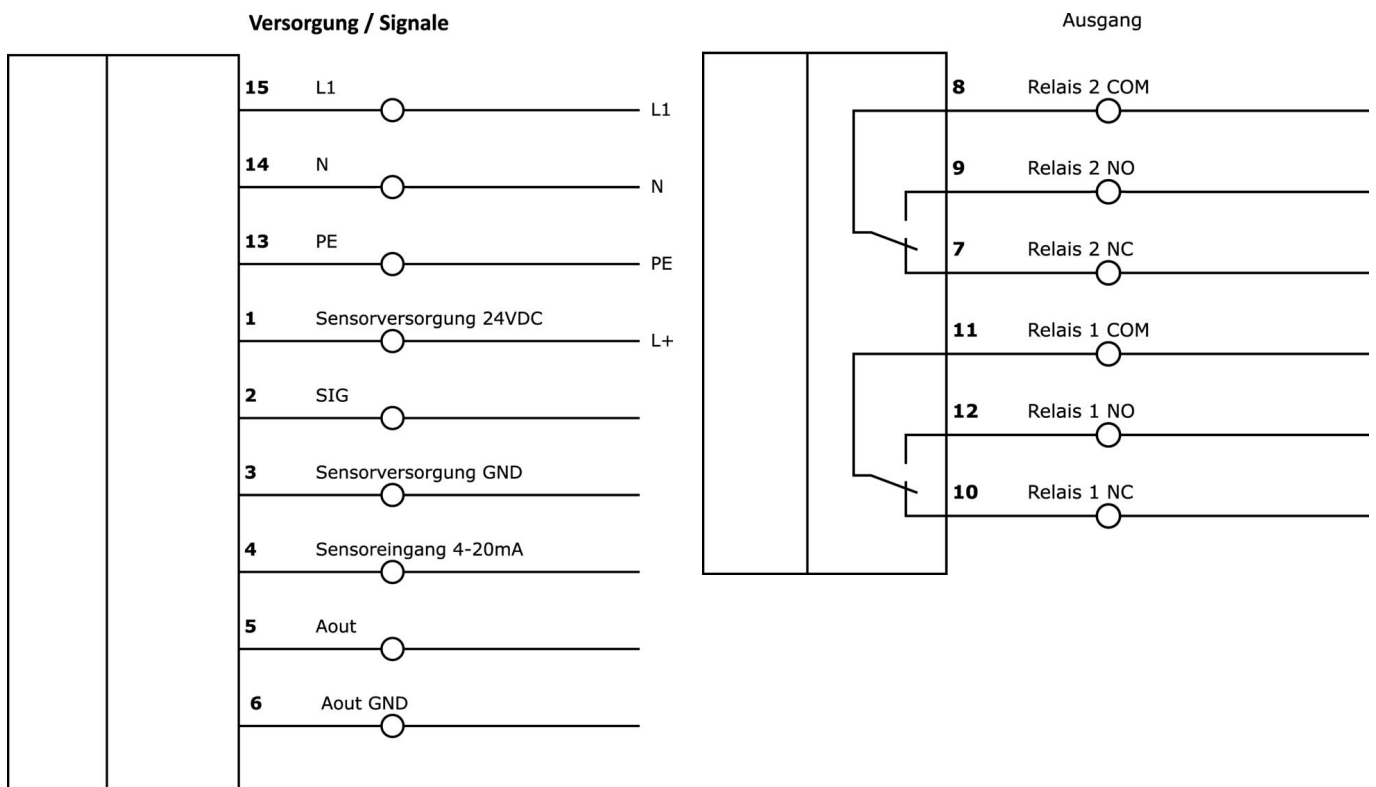 Versorgung / Signale
15 L1
L1
14 N
N
13 PE
PE
1 Sensorversorgung 24VDC
L+
2 SIG
3 Sensorversorgung GND
4 Sensoreingang 4-20mA
5 Aout
6 Aout GND
Ausgang
8 Relais 2 COM
9 Relais 2 NO
7 Relais 2 NC
11 Relais 1 COM
12 Relais 1 NO
10 Relais 1 NC